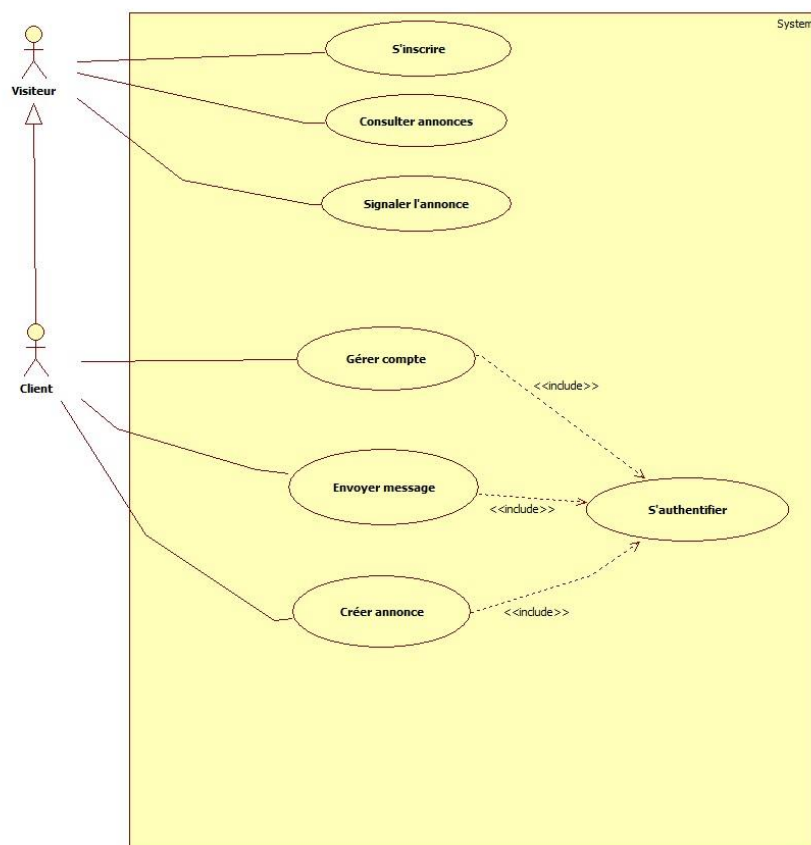 System
S'inscrire
Visiteur
Consulter annonces
Signaler l'annonce
Gérer compte
Client
<<include>>
Envoyer message
<<include>>
S'authentifier
Créer annonce
<<include>>